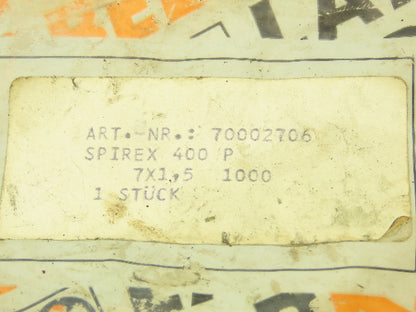 ART.-NR.: 70002706
SPIREX 400 P
7X1,5 1000
1 STÜCK